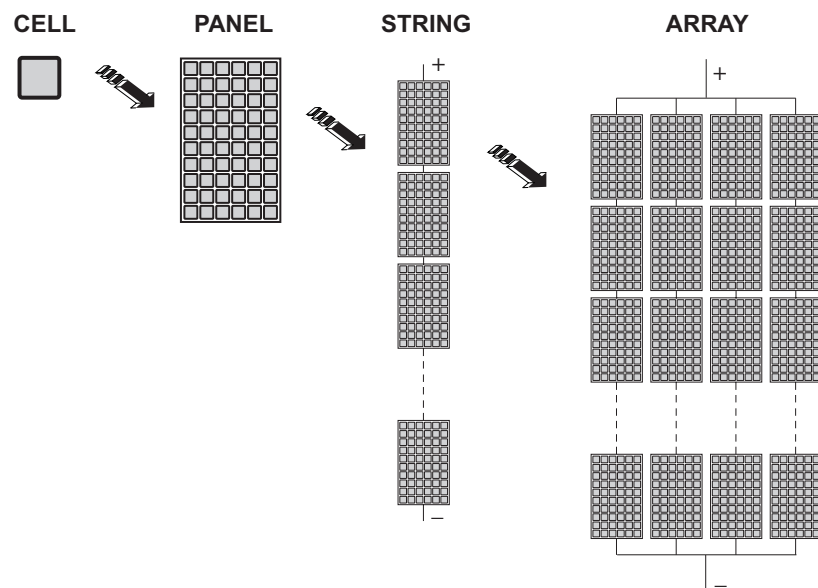 CELL PANEL STRING ARRAY
+ +
− −